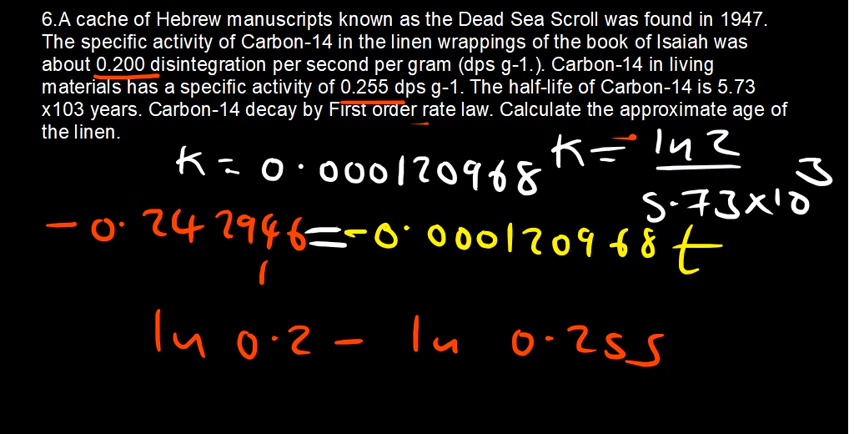 6.A cache of Hebrew manuscripts known as the Dead Sea Scroll was found in 1947.
The specific activity of Carbon-14 in the linen wrappings of the book of Isaiah was
about 0.200 disintegration per second per gram (dps g-1.). Carbon-14 in living
materials has a specific activity of 0.255 dps g-1. The half-life of Carbon-14 is 5.73
x103 years. Carbon-14 decay by First order rate law. Calculate the approximate age of
the linen.
K = 0.000120968 K = ln 2 / 5.73x10³
-0.242946 = -0.000120968 t
ln 0.2 - ln 0.255